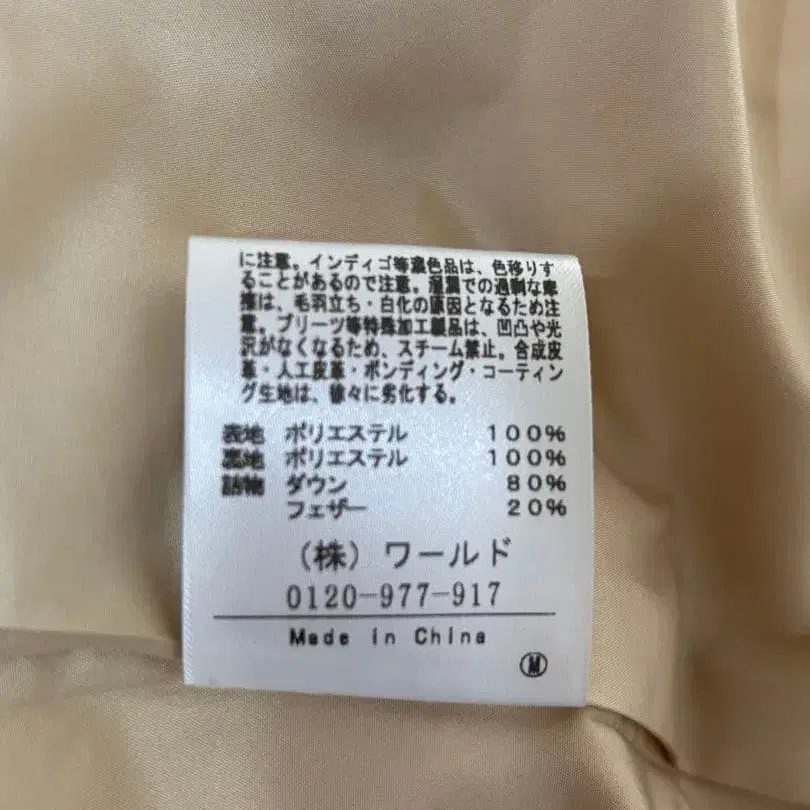 に注意。インディゴ等濃色品は、色移りす
ることがあるので注意。湿潤での過剰な摩
擦は、毛羽立ち・白化の原因となるため注
意。プリーツ等特殊加工製品は、凹凸や光
沢がなくなるため、スチーム禁止。合成皮
革・人工皮革・ボンディング・コーティン
グ生地は、徐々に劣化する。
表地 ポリエステル 100%
裏地 ポリエステル 100%
詰物 ダウン 80%
フェザー 20%
（株）ワールド
0120-977-917
Made in China
Ⓜ